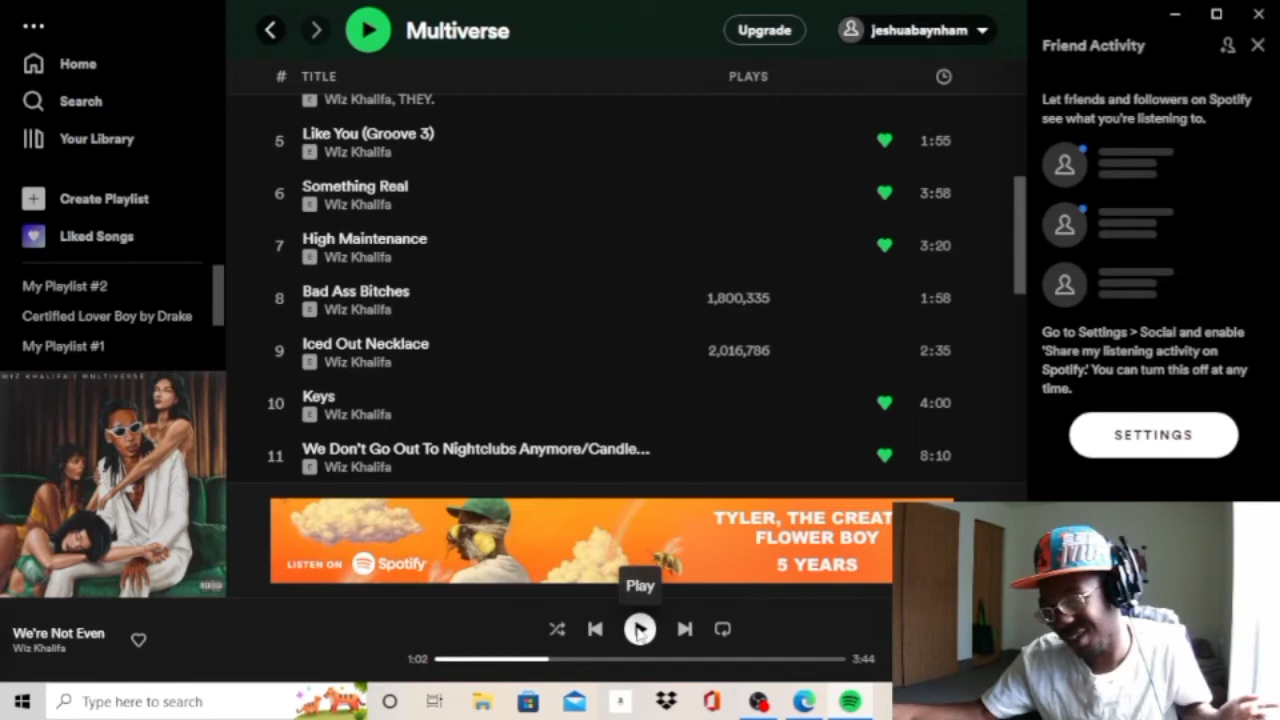 Home
Search
Your Library
Create Playlist
Liked Songs
My Playlist #2
Certified Lover Boy by Drake
My Playlist #1
WIZ KHALIFA | MULTIVERSE
Multiverse
Upgrade
jeshuabaynham
# TITLE PLAYS
E Wiz Khalifa, THEY.
5 Like You (Groove 3) 1:55
E Wiz Khalifa
6 Something Real 3:58
E Wiz Khalifa
7 High Maintenance 3:20
E Wiz Khalifa
8 Bad Ass Bitches 1,800,335 1:58
E Wiz Khalifa
9 Iced Out Necklace 2,016,786 2:35
E Wiz Khalifa
10 Keys 4:00
E Wiz Khalifa
11 We Don't Go Out To Nightclubs Anymore/Candle... 8:10
E Wiz Khalifa
LISTEN ON Spotify
TYLER, THE CREAT
FLOWER BOY
5 YEARS
Friend Activity
Let friends and followers on Spotify
see what you're listening to.
Go to Settings > Social and enable
'Share my listening activity on
Spotify.' You can turn this off at any
time.
SETTINGS
Play
We're Not Even
Wiz Khalifa
1:02 3:44
Type here to search